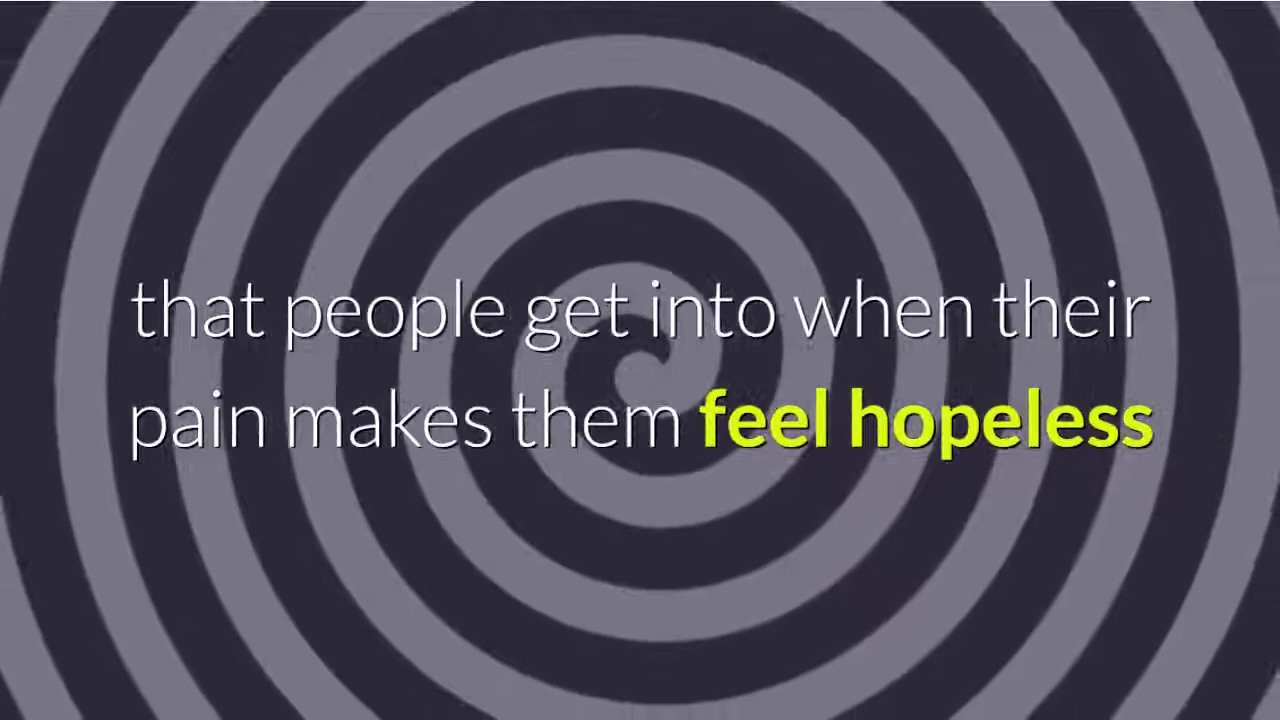 that people get into when their
pain makes them feel hopeless